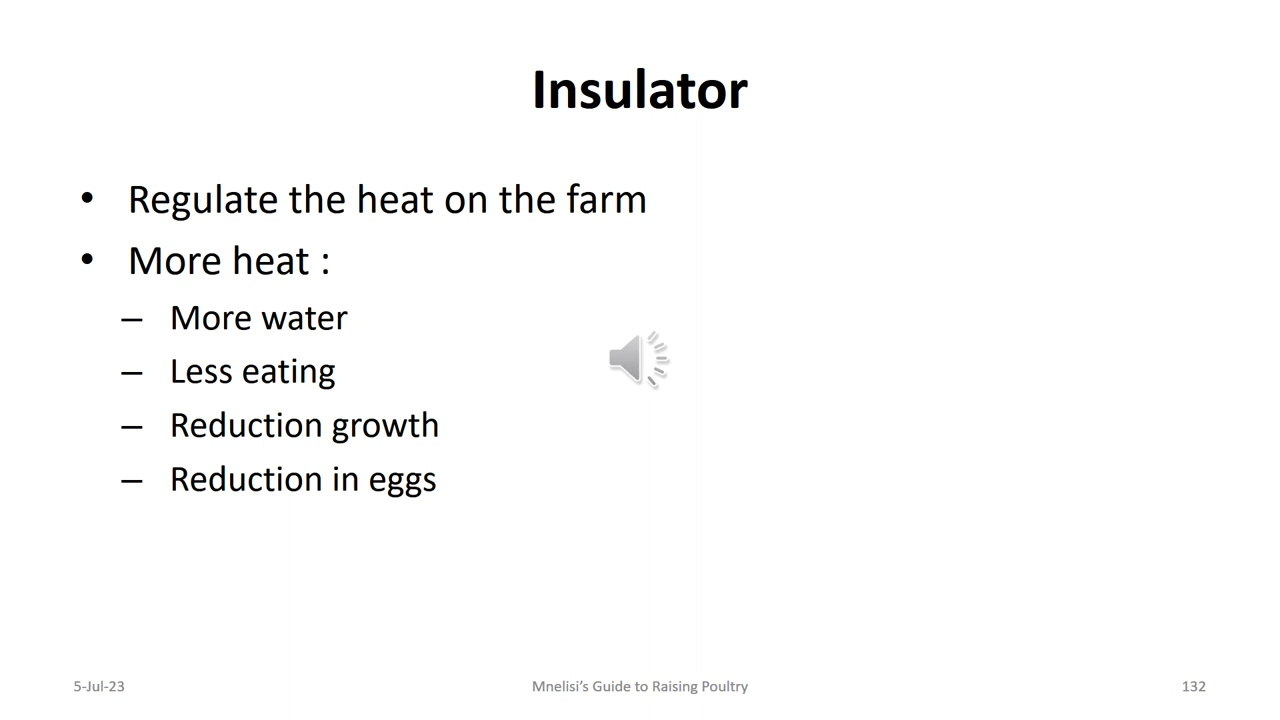 Insulator
• Regulate the heat on the farm
• More heat :
– More water
– Less eating
– Reduction growth
– Reduction in eggs
5-Jul-23
Mnelisi’s Guide to Raising Poultry
132